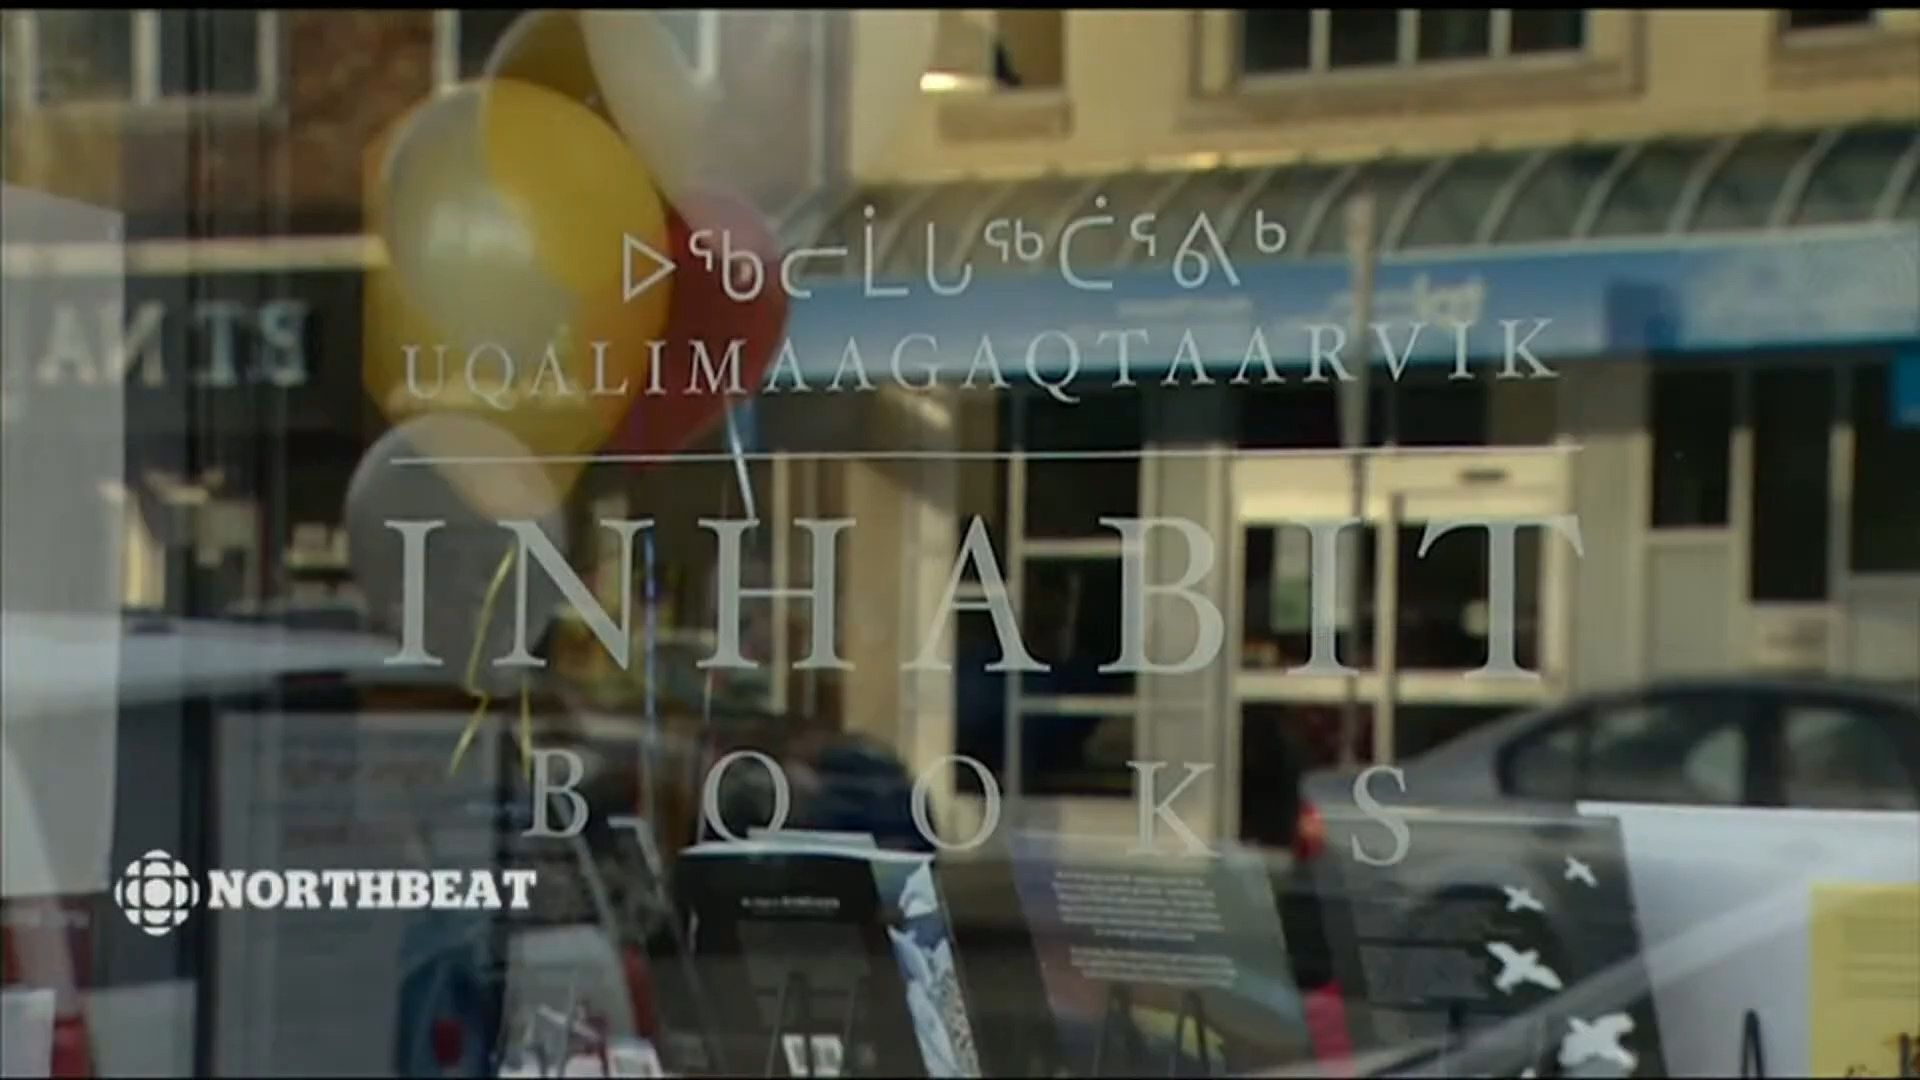 ᐅᖃᓕᒫᒐᖅᑖᕐᕕᒃ
UQALIMAAGAQTAARVIK
INHABIT
BOOKS
NORTHBEAT